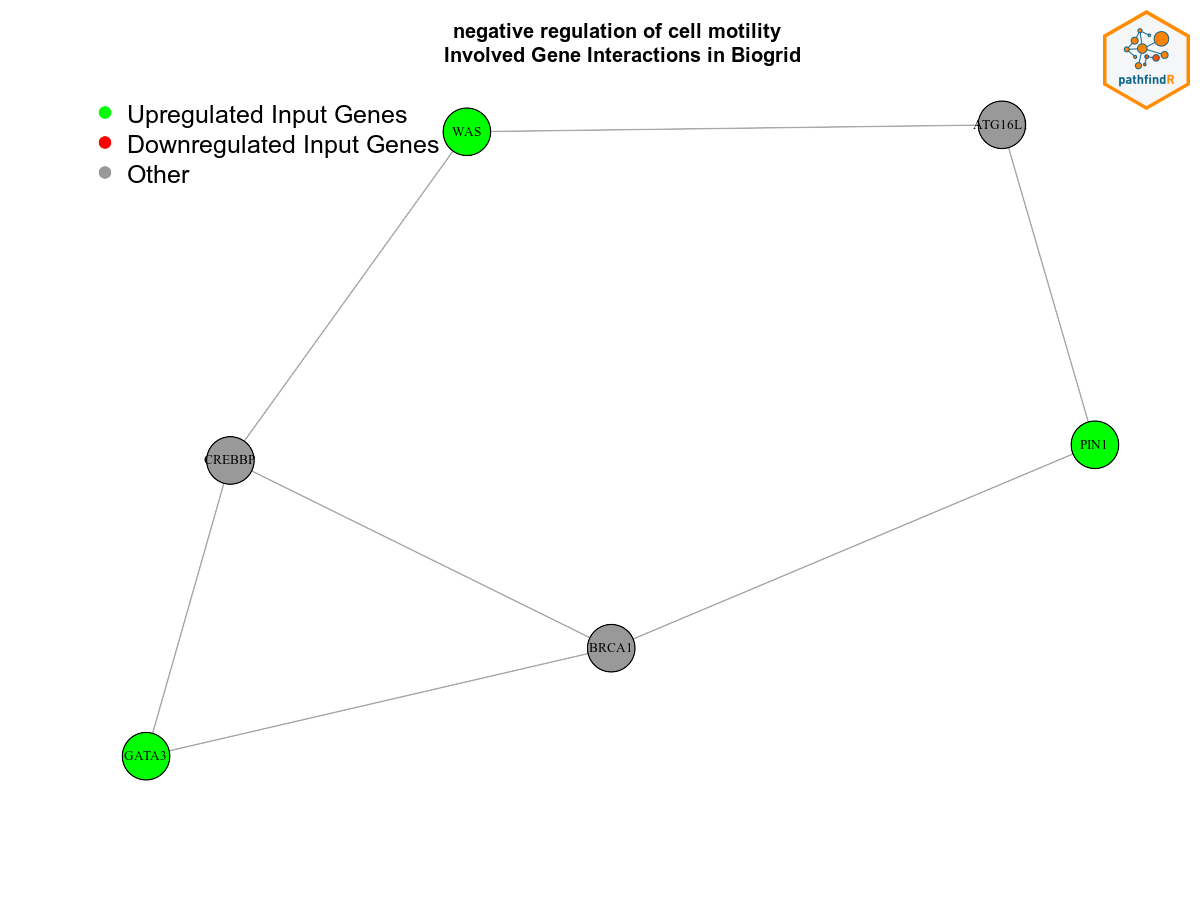 negative regulation of cell motility
Involved Gene Interactions in Biogrid
pathfindR
Upregulated Input Genes
Downregulated Input Genes
Other
WAS
ATG16L1
CREBBP
PIN1
BRCA1
GATA3